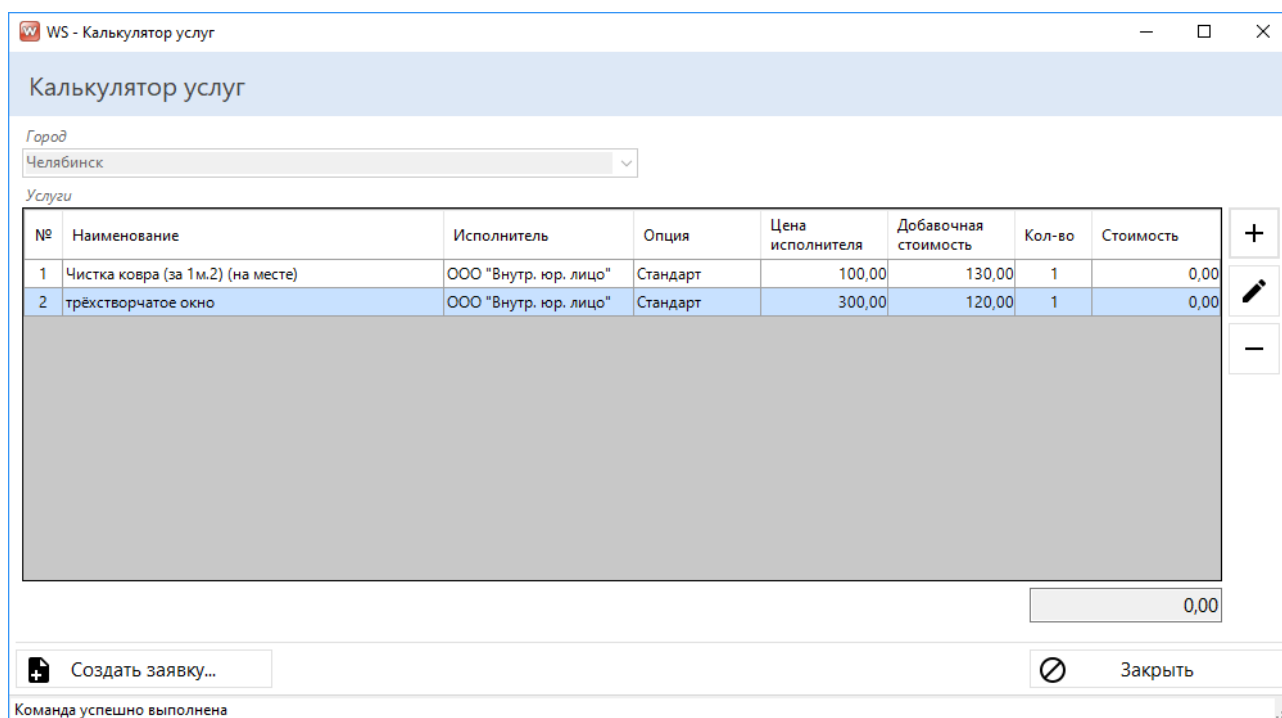 WS - Калькулятор услуг
Калькулятор услуг
Город
Челябинск
Услуги
№ Наименование Исполнитель Опция Цена исполнителя Добавочная стоимость Кол-во Стоимость
1 Чистка ковра (за 1м.2) (на месте) ООО "Внутр. юр. лицо" Стандарт 100,00 130,00 1 0,00
2 трёхстворчатое окно ООО "Внутр. юр. лицо" Стандарт 300,00 120,00 1 0,00
0,00
Создать заявку... Закрыть
Команда успешно выполнена